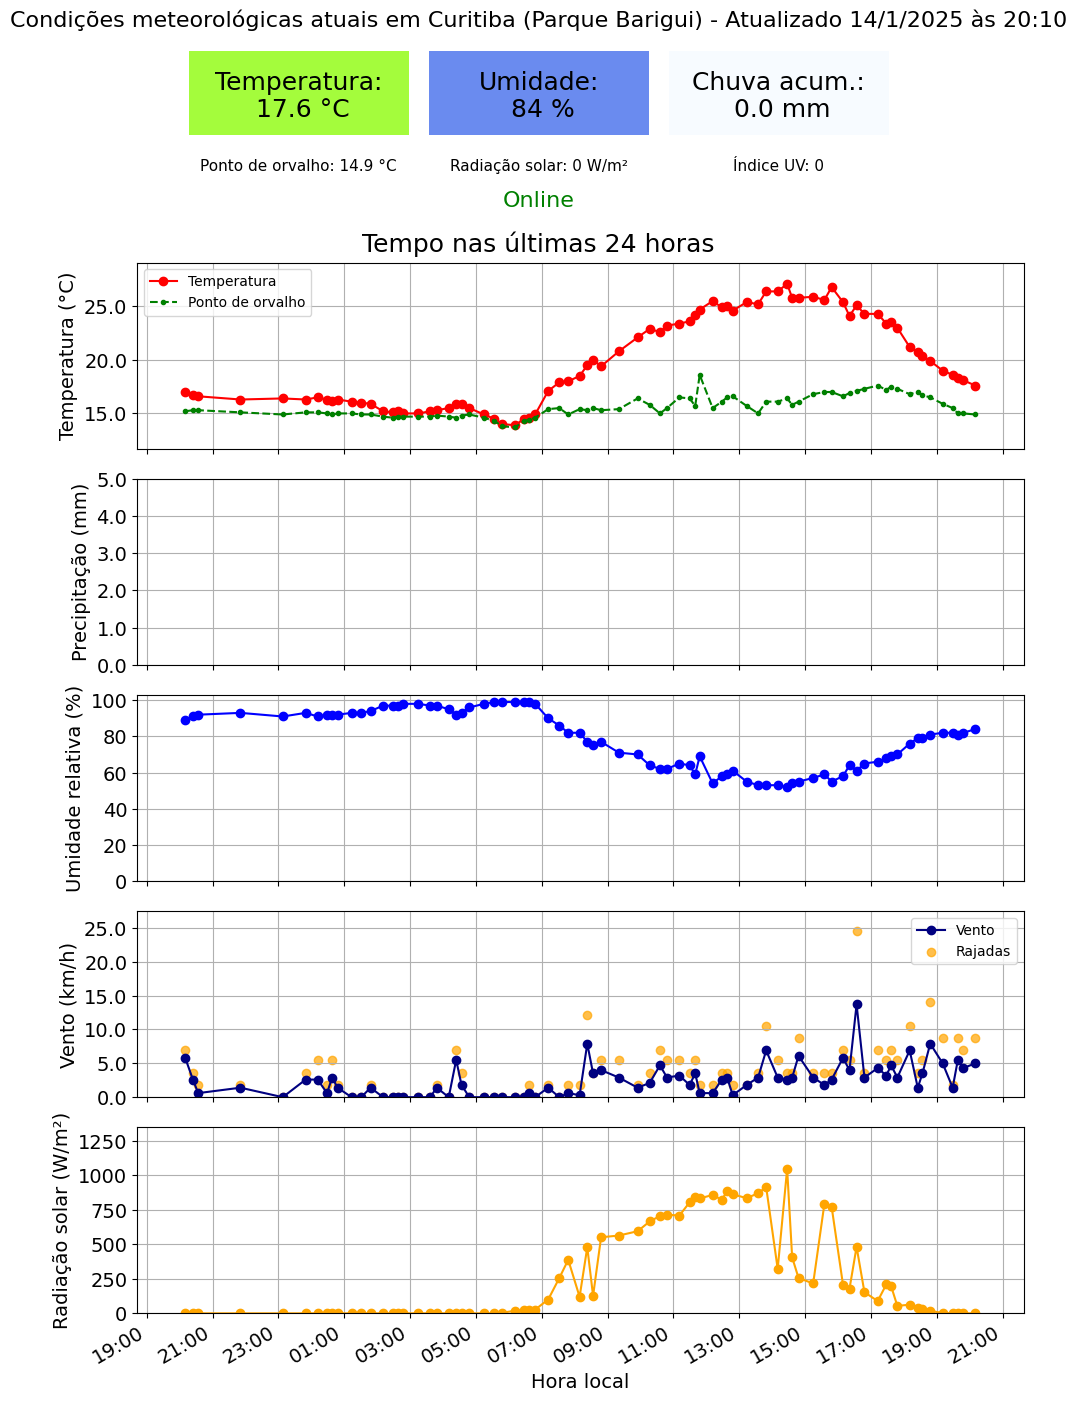 Condições meteorológicas atuais em Curitiba (Parque Barigui) - Atualizado 14/1/2025 às 20:10
Temperatura:
17.6 °C
Umidade:
84 %
Chuva acum.:
0.0 mm
Ponto de orvalho: 14.9 °C
Radiação solar: 0 W/m²
Índice UV: 0
Online
Tempo nas últimas 24 horas
Temperatura (°C)
25.0
20.0
15.0
Temperatura
Ponto de orvalho
Precipitação (mm)
5.0
4.0
3.0
2.0
1.0
0.0
Umidade relativa (%)
100
80
60
40
20
0
Vento (km/h)
25.0
20.0
15.0
10.0
5.0
0.0
Vento
Rajadas
Radiação solar (W/m²)
1250
1000
750
500
250
0
19:00
21:00
23:00
01:00
03:00
05:00
07:00
09:00
11:00
13:00
15:00
17:00
19:00
21:00
Hora local